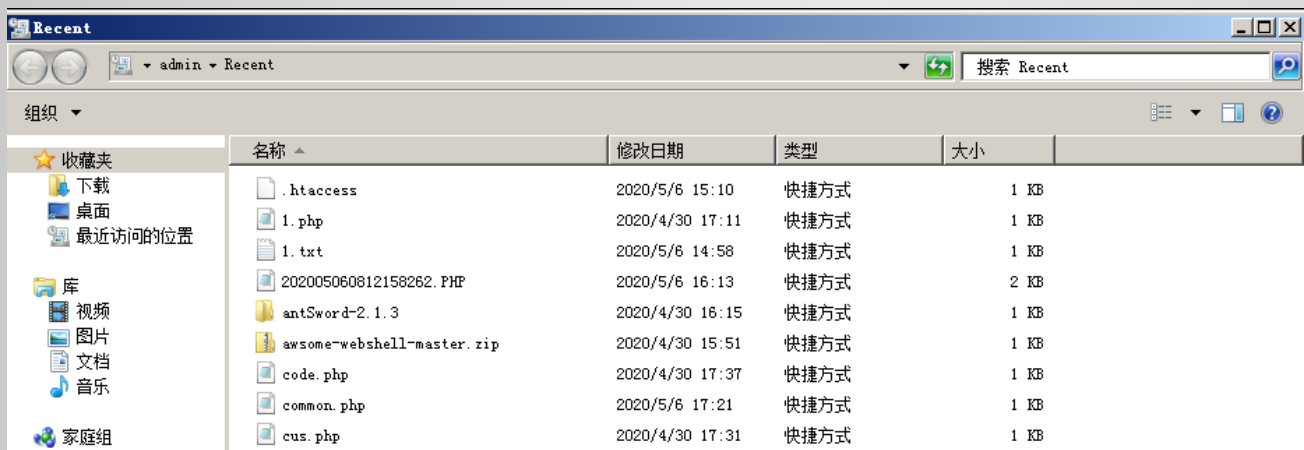 Recent
admin Recent
搜索 Recent
组织
名称 修改日期 类型 大小
收藏夹
下载
桌面
最近访问的位置
库
视频
图片
文档
音乐
家庭组
.htaccess 2020/5/6 15:10 快捷方式 1 KB
1.php 2020/4/30 17:11 快捷方式 1 KB
1.txt 2020/5/6 14:58 快捷方式 1 KB
202005060812158262.PHP 2020/5/6 16:13 快捷方式 2 KB
antSword-2.1.3 2020/4/30 16:15 快捷方式 1 KB
awsome-webshell-master.zip 2020/4/30 15:51 快捷方式 1 KB
code.php 2020/4/30 17:37 快捷方式 1 KB
common.php 2020/5/6 17:21 快捷方式 1 KB
cus.php 2020/4/30 17:31 快捷方式 1 KB